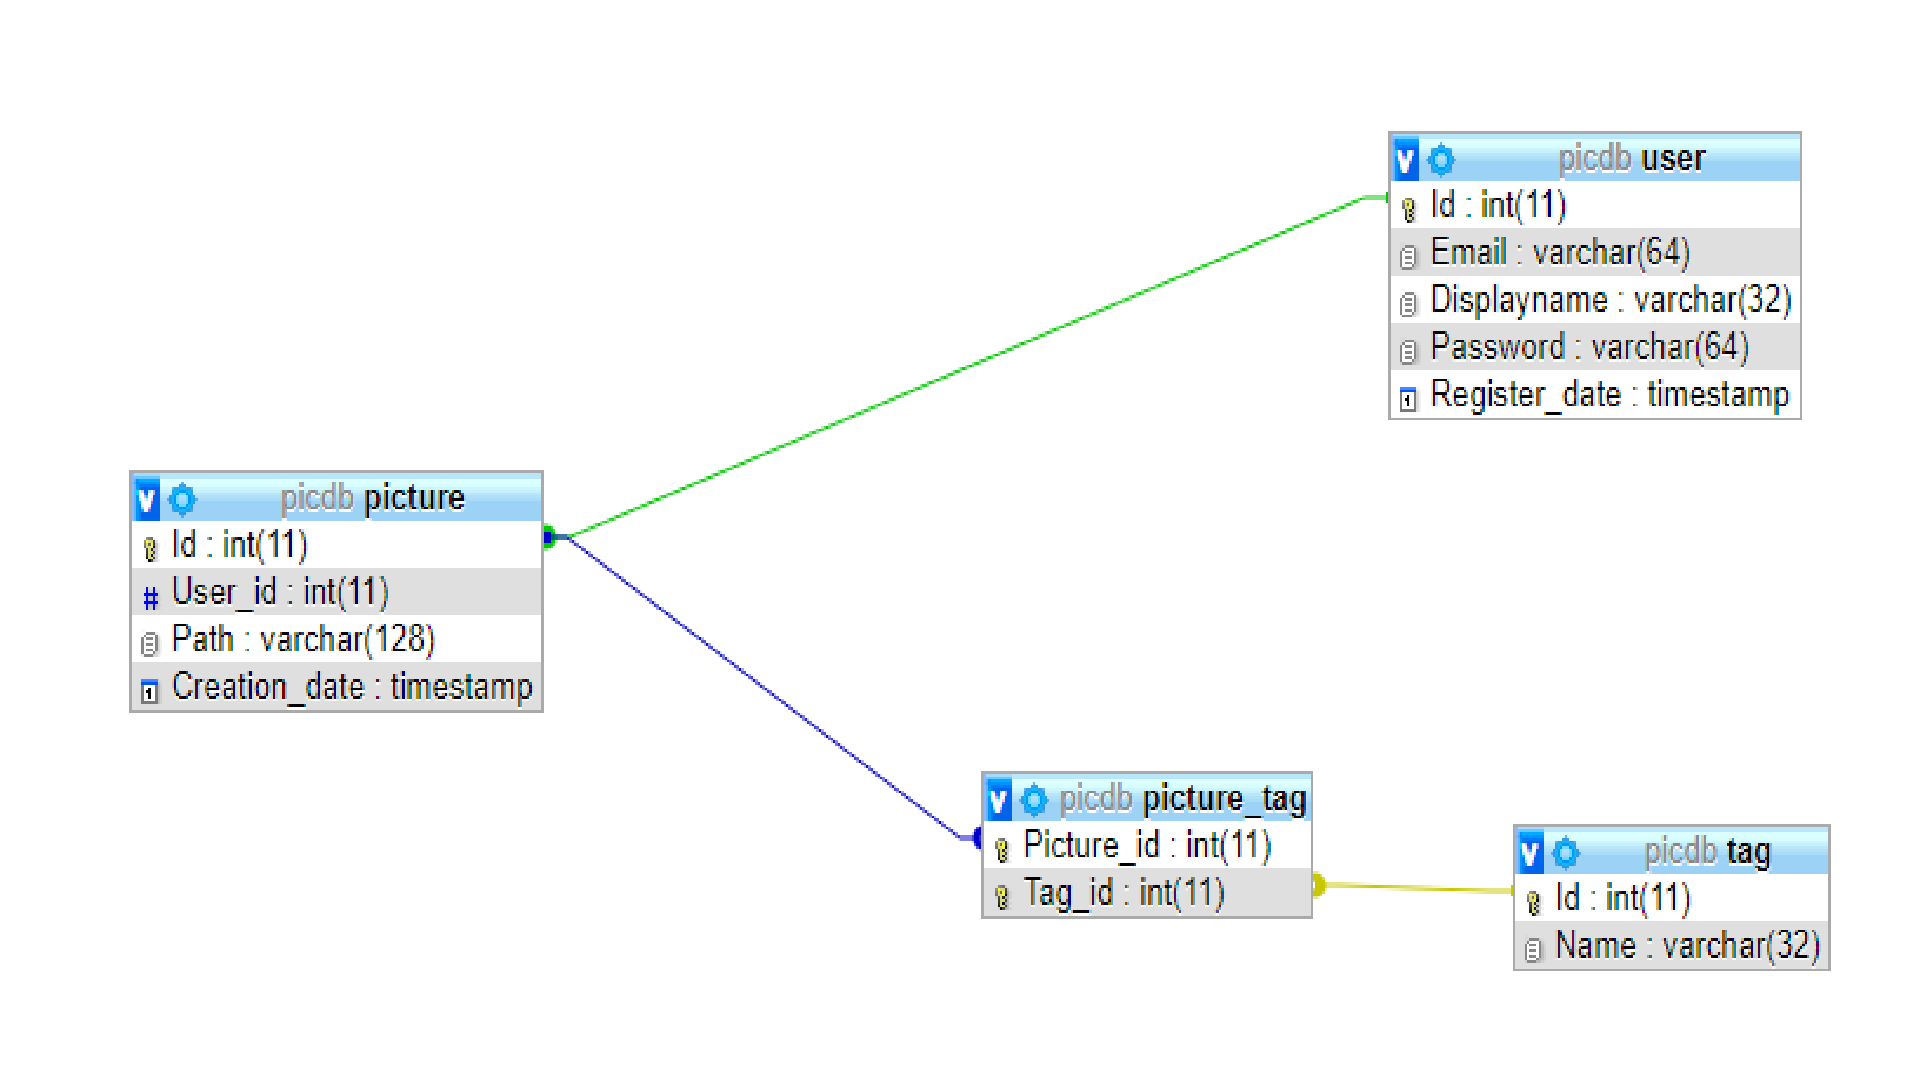 picdb user
Id : int(11)
Email : varchar(64)
Displayname : varchar(32)
Password : varchar(64)
Register_date : timestamp
picdb picture
Id : int(11)
# User_id : int(11)
Path : varchar(128)
Creation_date : timestamp
picdb picture_tag
Picture_id : int(11)
Tag_id : int(11)
picdb tag
Id : int(11)
Name : varchar(32)